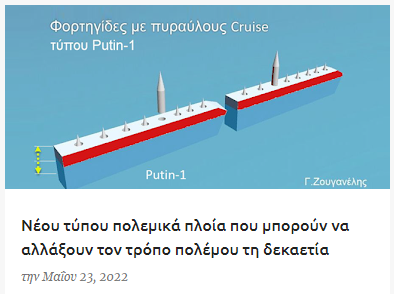 Φορτηγίδες με πυραύλους Cruise
τύπου Putin-1
Putin-1
Γ.Ζουγανέλης
Νέου τύπου πολεμικά πλοία που μπορούν να
αλλάξουν τον τρόπο πολέμου τη δεκαετία
την Μαΐου 23, 2022